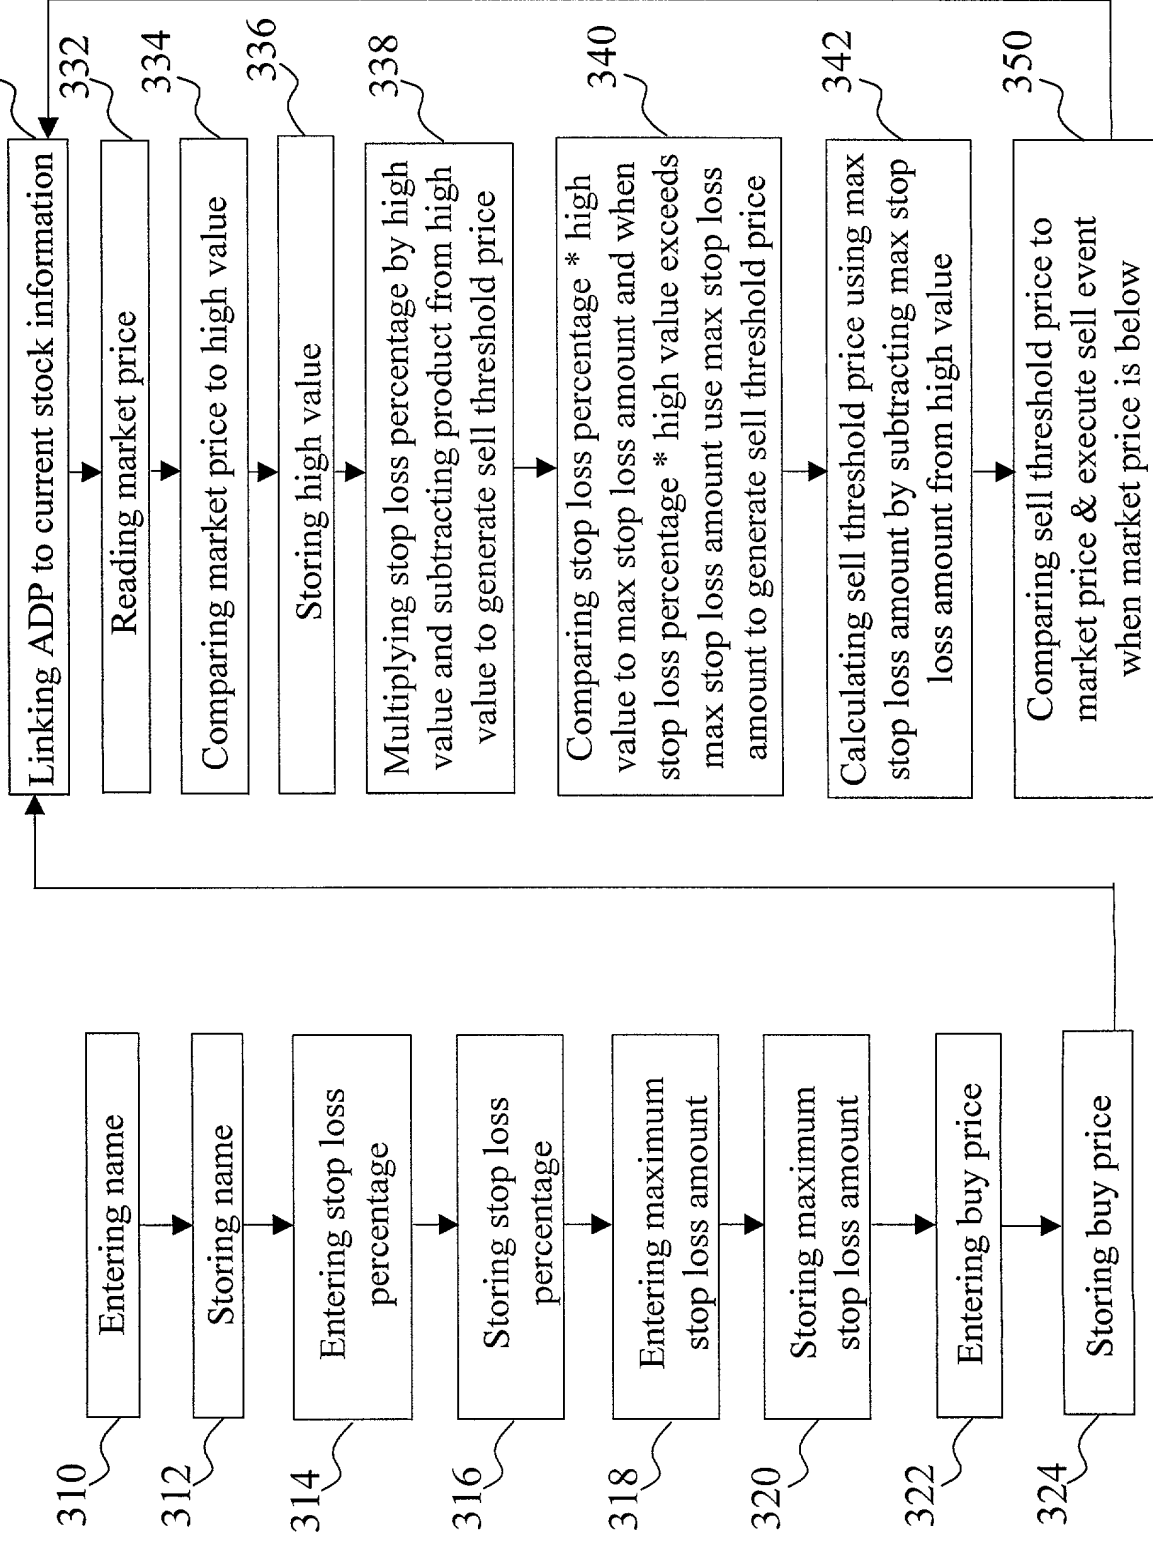 310
Entering name
312
Storing name
314
Entering stop loss
percentage
316
Storing stop loss
percentage
318
Entering maximum
stop loss amount
320
Storing maximum
stop loss amount
322
Entering buy price
324
Storing buy price
Linking ADP to current stock information
332
Reading market price
334
Comparing market price to high value
336
Storing high value
338
Multiplying stop loss percentage by high
value and subtracting product from high
value to generate sell threshold price
340
Comparing stop loss percentage * high
value to max stop loss amount and when
stop loss percentage * high value exceeds
max stop loss amount use max stop loss
amount to generate sell threshold price
342
Calculating sell threshold price using max
stop loss amount by subtracting max stop
loss amount from high value
350
Comparing sell threshold price to
market price & execute sell event
when market price is below